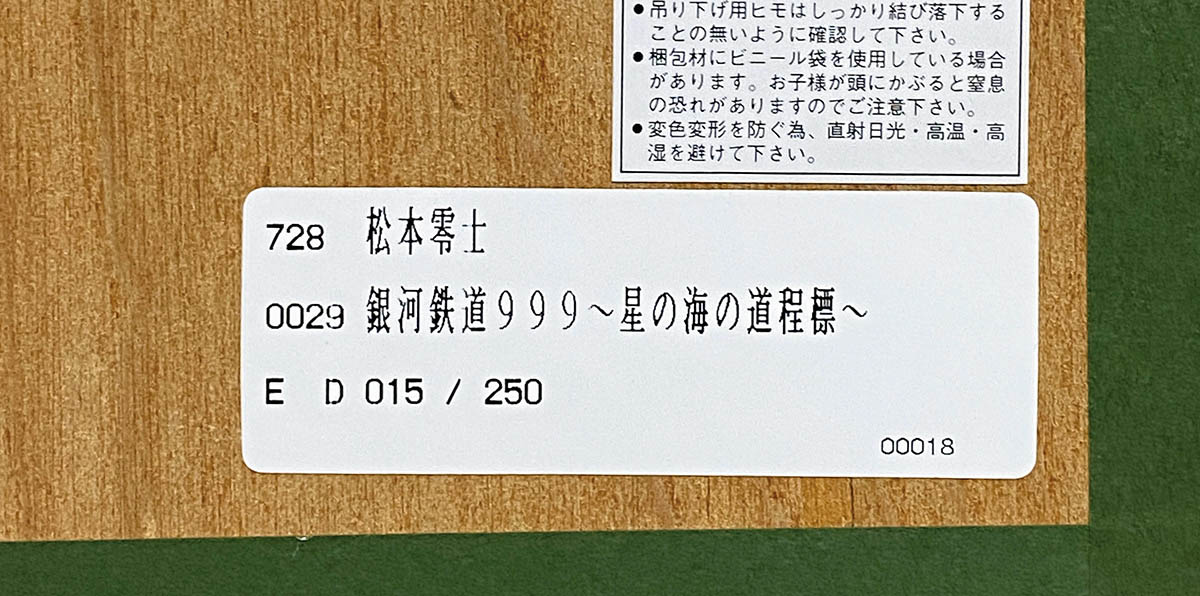 ●吊り下げ用ヒモはしっかり結び落下する
ことの無いように確認して下さい。
●梱包材にビニール袋を使用している場合
があります。お子様が頭にかぶると窒息
の恐れがありますのでご注意下さい。
●変色変形を防ぐ為、直射日光・高温・高
湿を避けて下さい。
728 松本零士
0029 銀河鉄道９９９～星の海の道程標～
E D 015 / 250
00018